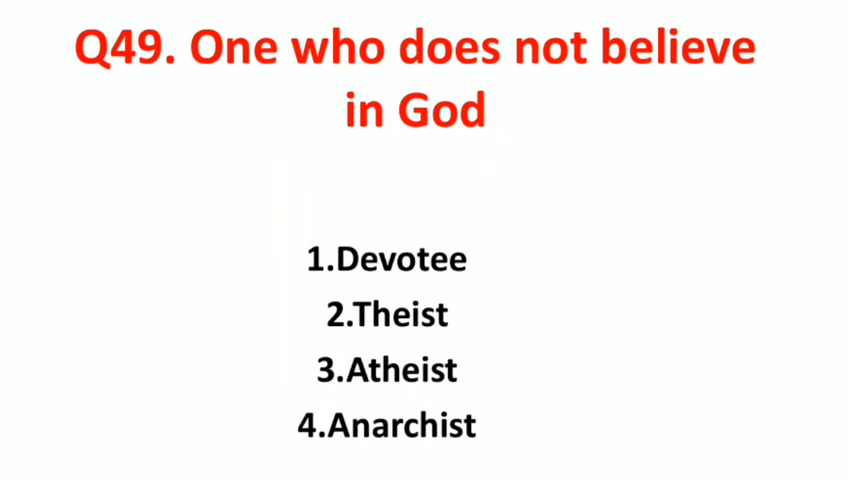 Q49. One who does not believe
in God
1.Devotee
2.Theist
3.Atheist
4.Anarchist